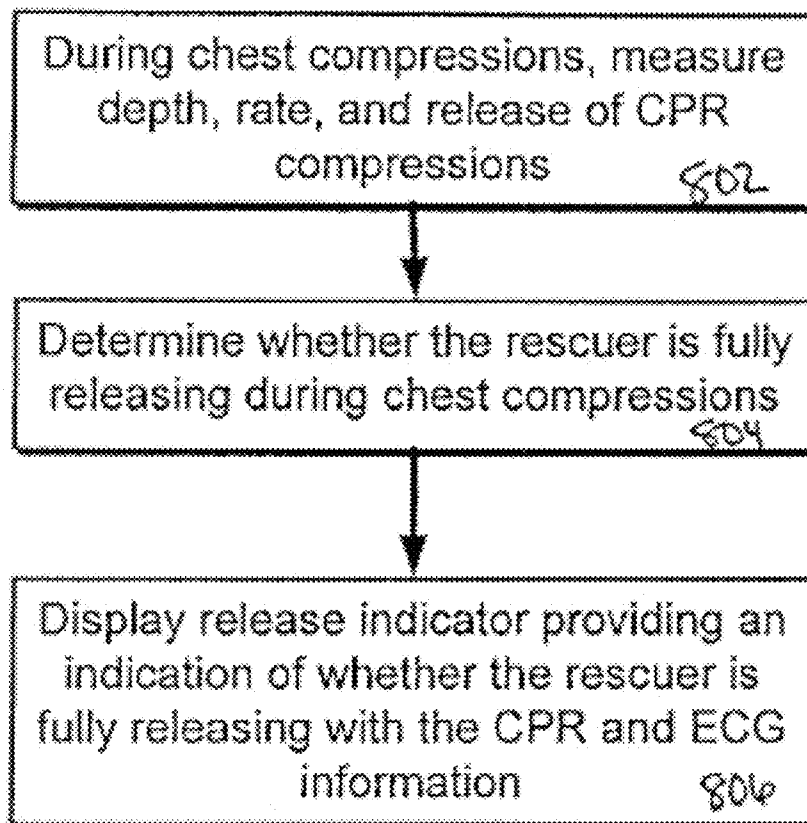 During chest compressions, measure
depth, rate, and release of CPR
compressions 802
Determine whether the rescuer is fully
releasing during chest compressions
804
Display release indicator providing an
indication of whether the rescuer is
fully releasing with the CPR and ECG
information 806